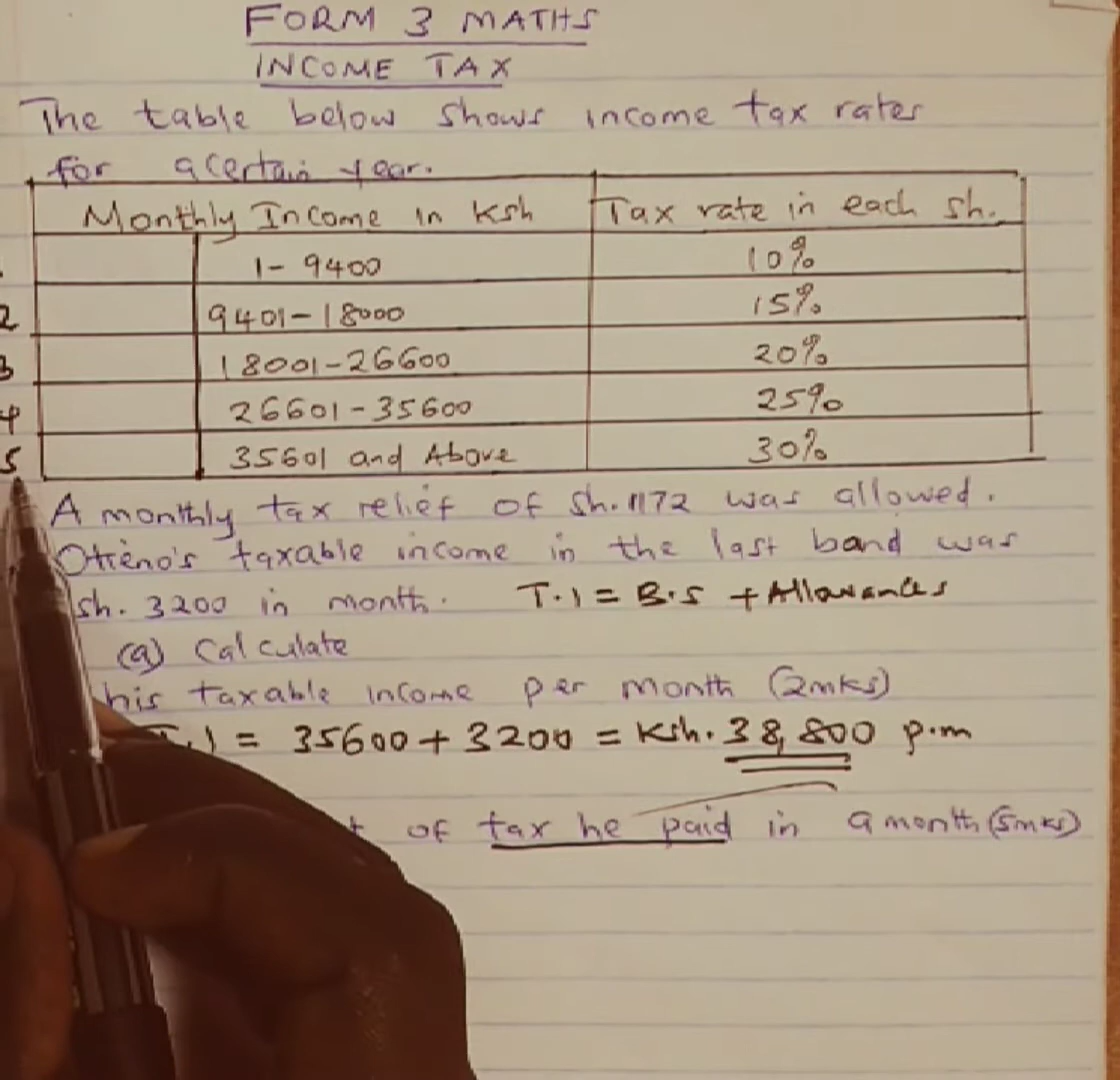 FORM 3 MATHS
INCOME TAX
The table below shows income tax rates
for a certain year.
Monthly Income in Ksh Tax rate in each sh.
1- 9400 10%
2 9401-18000 15%
3 18001-26600 20%
4 26601-35600 25%
5 35601 and Above 30%
A monthly tax relief of Sh.1172 was allowed.
Otieno's taxable income in the last band was
sh. 3200 in month. T.I = B.S + Allowances
(a) Calculate
his taxable income per month (2mks)
T.I = 35600+3200 = Ksh. 38,800 p.m
of tax he paid in a month (5mks)